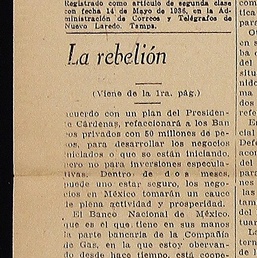 Registrado como artículo de segunda clase
con fecha 14 de Mayo de 1936, en la Ad-
ministración de Correos y Telégrafos de
Nuevo Laredo, Tamps.
La rebelión
(Viene de la 1ra. pág.)
acuerdo con un plan del Presiden-
te Cárdenas, refaccionará a los Ban
cos privados con 50 millones de pe-
sos, para desarrollar los negocios
iniciados o que se están iniciando,
pero no para inversiones especula-
tivas. Dentro de dos meses,
puede uno estar seguro, los nego-
cios en México tomarán un cauce
de plena actividad y prosperidad.
El Banco Nacional de México,
que es el que tiene en sus manos
la parte bancaria de la Compañía
de Gas, en la que estoy obervan-
do desde hace tiempo, está coope-